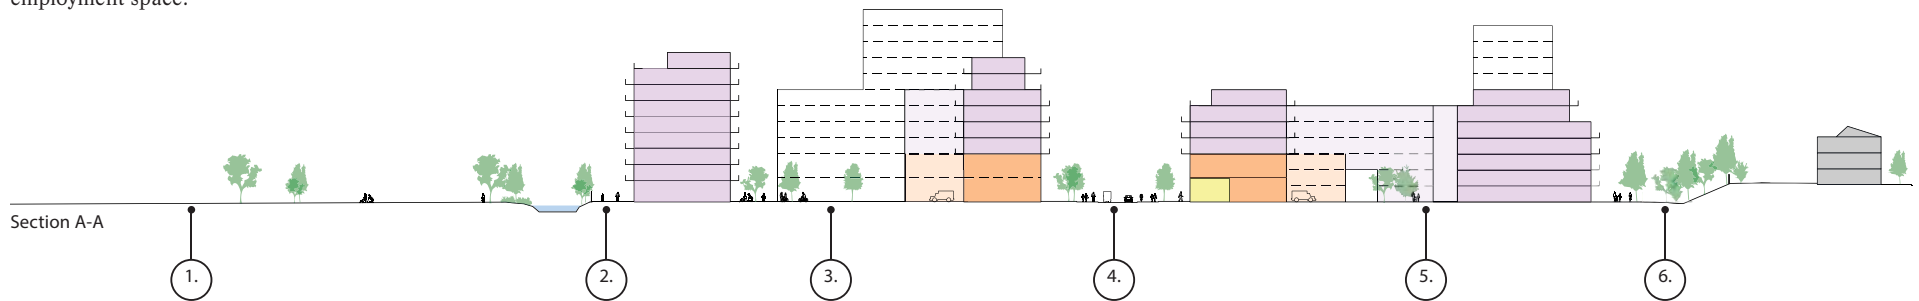 employment space.
Section A-A
1. 2. 3. 4. 5. 6.